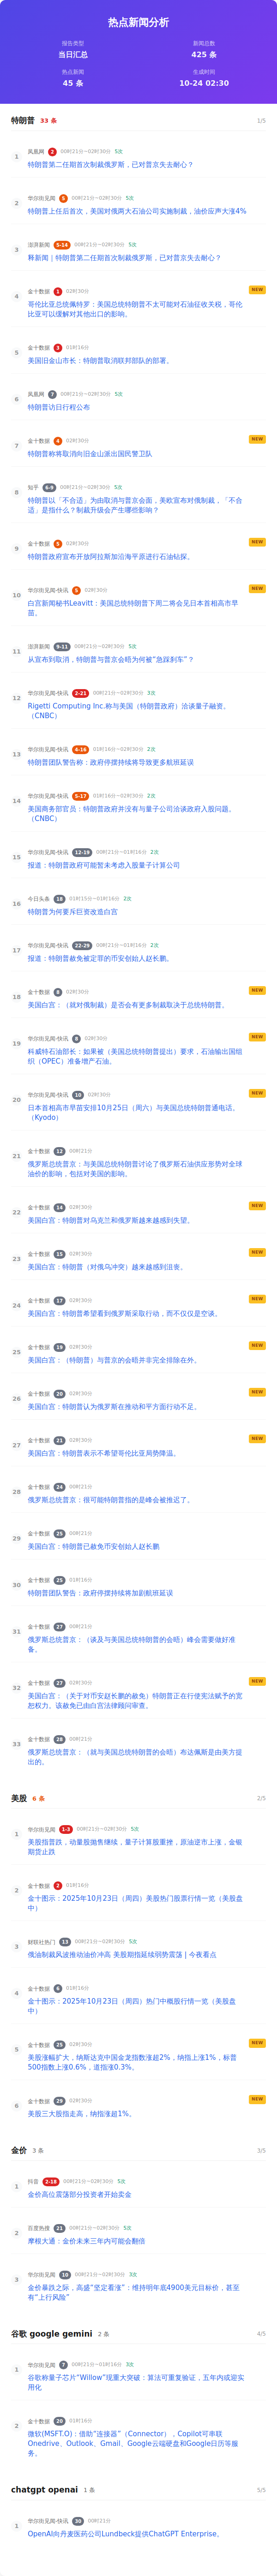 热点新闻分析
报告类型
新闻总数
当日汇总
425 条
热点新闻
生成时间
45 条
10-24 02:30
特朗普 33 条 1/5
1 凤凰网 2 00时21分~02时30分 5次
特朗普第二任期首次制裁俄罗斯，已对普京失去耐心？
2 华尔街见闻 5 00时21分~02时30分 5次
特朗普上任后首次，美国对俄两大石油公司实施制裁，油价应声大涨4%
3 澎湃新闻 5-14 00时21分~02时30分 5次
释新闻｜特朗普第二任期首次制裁俄罗斯，已对普京失去耐心？
4 金十数据 1 02时30分 NEW
哥伦比亚总统佩特罗：美国总统特朗普不太可能对石油征收关税，哥伦
比亚可以缓解对其他出口的影响。
5 金十数据 3 01时16分
美国旧金山市长：特朗普取消联邦部队的部署。
6 凤凰网 7 00时21分~02时30分 5次
特朗普访日行程公布
7 金十数据 4 02时30分 NEW
特朗普称将取消向旧金山派出国民警卫队
8 知乎 6-9 00时21分~02时30分 5次
特朗普以「不合适」为由取消与普京会面，美欧宣布对俄制裁，「不合
适」是指什么？制裁升级会产生哪些影响？
9 金十数据 5 02时30分 NEW
特朗普政府宣布开放阿拉斯加沿海平原进行石油钻探。
10 华尔街见闻-快讯 5 02时30分 NEW
白宫新闻秘书Leavitt：美国总统特朗普下周二将会见日本首相高市早
苗。
11 澎湃新闻 9-11 00时21分~02时30分 5次
从宣布到取消，特朗普与普京会晤为何被“急踩刹车”？
12 华尔街见闻-快讯 2-21 00时21分~02时30分 3次
Rigetti Computing Inc.称与美国（特朗普政府）洽谈量子融资。
（CNBC）
13 华尔街见闻-快讯 4-16 01时16分~02时30分 2次
特朗普团队警告称：政府停摆持续将导致更多航班延误
14 华尔街见闻-快讯 5-17 01时16分~02时30分 2次
美国商务部官员：特朗普政府并没有与量子公司洽谈政府入股问题。
（CNBC）
15 华尔街见闻-快讯 12-19 00时21分~01时16分 2次
报道：特朗普政府可能暂未考虑入股量子计算公司
16 今日头条 18 01时15分~01时16分 2次
特朗普为何要斥巨资改造白宫
17 华尔街见闻-快讯 22-29 00时21分~01时16分 2次
报道：特朗普赦免被定罪的币安创始人赵长鹏。
18 金十数据 8 02时30分 NEW
美国白宫：（就对俄制裁）是否会有更多制裁取决于总统特朗普。
19 华尔街见闻-快讯 8 02时30分 NEW
科威特石油部长：如果被（美国总统特朗普提出）要求，石油输出国组
织（OPEC）准备增产石油。
20 华尔街见闻-快讯 10 02时30分 NEW
日本首相高市早苗安排10月25日（周六）与美国总统特朗普通电话。
（Kyodo）
21 金十数据 12 00时21分
俄罗斯总统普京：与美国总统特朗普讨论了俄罗斯石油供应形势对全球
油价的影响，包括对美国的影响。
22 金十数据 14 02时30分 NEW
美国白宫：特朗普对乌克兰和俄罗斯越来越感到失望。
23 金十数据 15 02时30分 NEW
美国白宫：特朗普（对俄乌冲突）越来越感到沮丧。
24 金十数据 17 02时30分 NEW
美国白宫：特朗普希望看到俄罗斯采取行动，而不仅仅是空谈。
25 金十数据 19 02时30分 NEW
美国白宫：（特朗普）与普京的会晤并非完全排除在外。
26 金十数据 20 02时30分 NEW
美国白宫：特朗普认为俄罗斯在推动和平方面行动不足。
27 金十数据 21 02时30分 NEW
美国白宫：特朗普表示不希望哥伦比亚局势降温。
28 金十数据 24 00时21分
俄罗斯总统普京：很可能特朗普指的是峰会被推迟了。
29 金十数据 25 00时21分
美国白宫：特朗普已赦免币安创始人赵长鹏
30 金十数据 25 01时16分
特朗普团队警告：政府停摆持续将加剧航班延误
31 金十数据 27 00时21分
俄罗斯总统普京：（谈及与美国总统特朗普的会晤）峰会需要做好准
备。
32 金十数据 27 02时30分 NEW
美国白宫：（关于对币安赵长鹏的赦免）特朗普正在行使宪法赋予的宽
恕权力。该赦免已由白宫法律顾问审查。
33 金十数据 28 00时21分
俄罗斯总统普京：（就与美国总统特朗普的会晤）布达佩斯是由美方提
出的。
美股 6 条 2/5
1 华尔街见闻 1-3 00时21分~02时30分 5次
美股指普跌，动量股抛售继续，量子计算股重挫，原油逆市上涨，金银
期货止跌
2 金十数据 2 01时16分
金十图示：2025年10月23日（周四）美股热门股票行情一览（美股盘
中）
3 财联社热门 13 00时21分~02时30分 5次
俄油制裁风波推动油价冲高 美股期指延续弱势震荡 | 今夜看点
4 金十数据 6 01时16分
金十图示：2025年10月23日（周四）热门中概股行情一览（美股盘
中）
5 金十数据 25 02时30分 NEW
美股涨幅扩大，纳斯达克中国金龙指数涨超2%，纳指上涨1%，标普
500指数上涨0.6%，道指涨0.3%。
6 金十数据 29 02时30分 NEW
美股三大股指走高，纳指涨超1%。
金价 3 条 3/5
1 抖音 2-18 00时21分~02时30分 5次
金价高位震荡部分投资者开始卖金
2 百度热搜 21 00时21分~02时30分 5次
摩根大通：金价未来三年内可能会翻倍
3 华尔街见闻 10 00时21分~02时30分 3次
金价暴跌之际，高盛“坚定看涨”：维持明年底4900美元目标价，甚至
有“上行风险”
谷歌 google gemini 2 条 4/5
1 华尔街见闻 7 00时21分~01时16分 3次
谷歌称量子芯片“Willow”现重大突破：算法可重复验证，五年内或迎实
用化
2 金十数据 20 01时16分
微软(MSFT.O)：借助“连接器”（Connector），Copilot可串联
Onedrive、Outlook、Gmail、Google云端硬盘和Google日历等服
务。
chatgpt openai 1 条 5/5
1 华尔街见闻-快讯 30 00时21分
OpenAI向丹麦医药公司Lundbeck提供ChatGPT Enterprise。